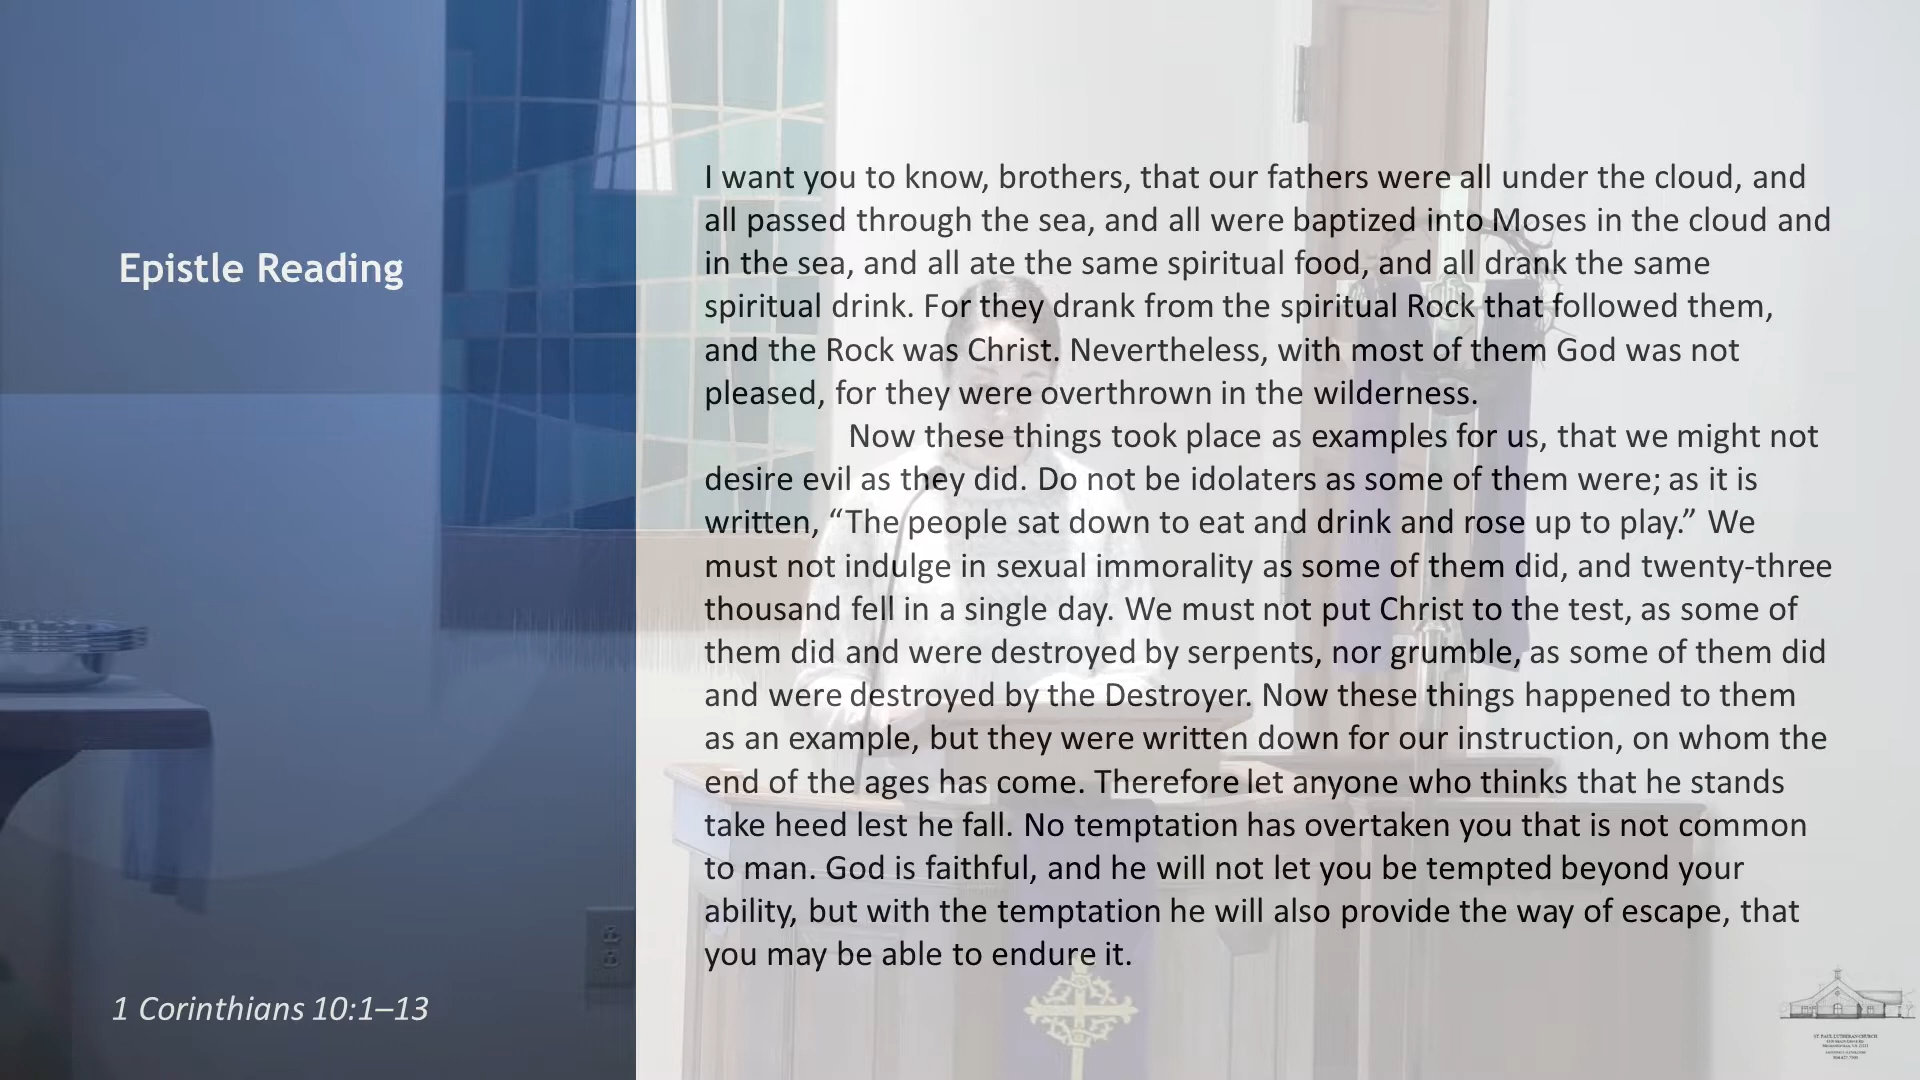 Epistle Reading
I want you to know, brothers, that our fathers were all under the cloud, and
all passed through the sea, and all were baptized into Moses in the cloud and
in the sea, and all ate the same spiritual food, and all drank the same
spiritual drink. For they drank from the spiritual Rock that followed them,
and the Rock was Christ. Nevertheless, with most of them God was not
pleased, for they were overthrown in the wilderness.
Now these things took place as examples for us, that we might not
desire evil as they did. Do not be idolaters as some of them were; as it is
written, “The people sat down to eat and drink and rose up to play.” We
must not indulge in sexual immorality as some of them did, and twenty-three
thousand fell in a single day. We must not put Christ to the test, as some of
them did and were destroyed by serpents, nor grumble, as some of them did
and were destroyed by the Destroyer. Now these things happened to them
as an example, but they were written down for our instruction, on whom the
end of the ages has come. Therefore let anyone who thinks that he stands
take heed lest he fall. No temptation has overtaken you that is not common
to man. God is faithful, and he will not let you be tempted beyond your
ability, but with the temptation he will also provide the way of escape, that
you may be able to endure it.
1 Corinthians 10:1–13
ST. PAUL LUTHERAN CHURCH